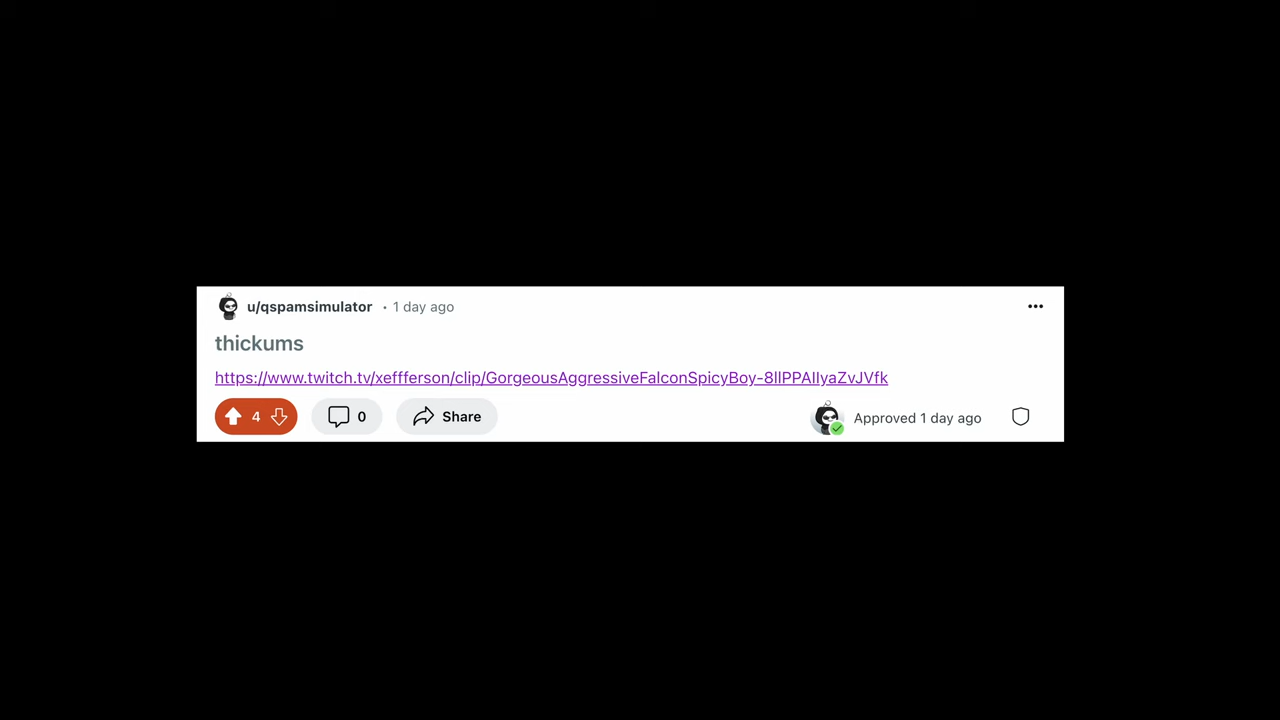 u/qspamsimulator • 1 day ago
thickums
https://www.twitch.tv/xeffferson/clip/GorgeousAggressiveFalconSpicyBoy-8llPPAIIyaZvJVfk
4
0
Share
Approved 1 day ago